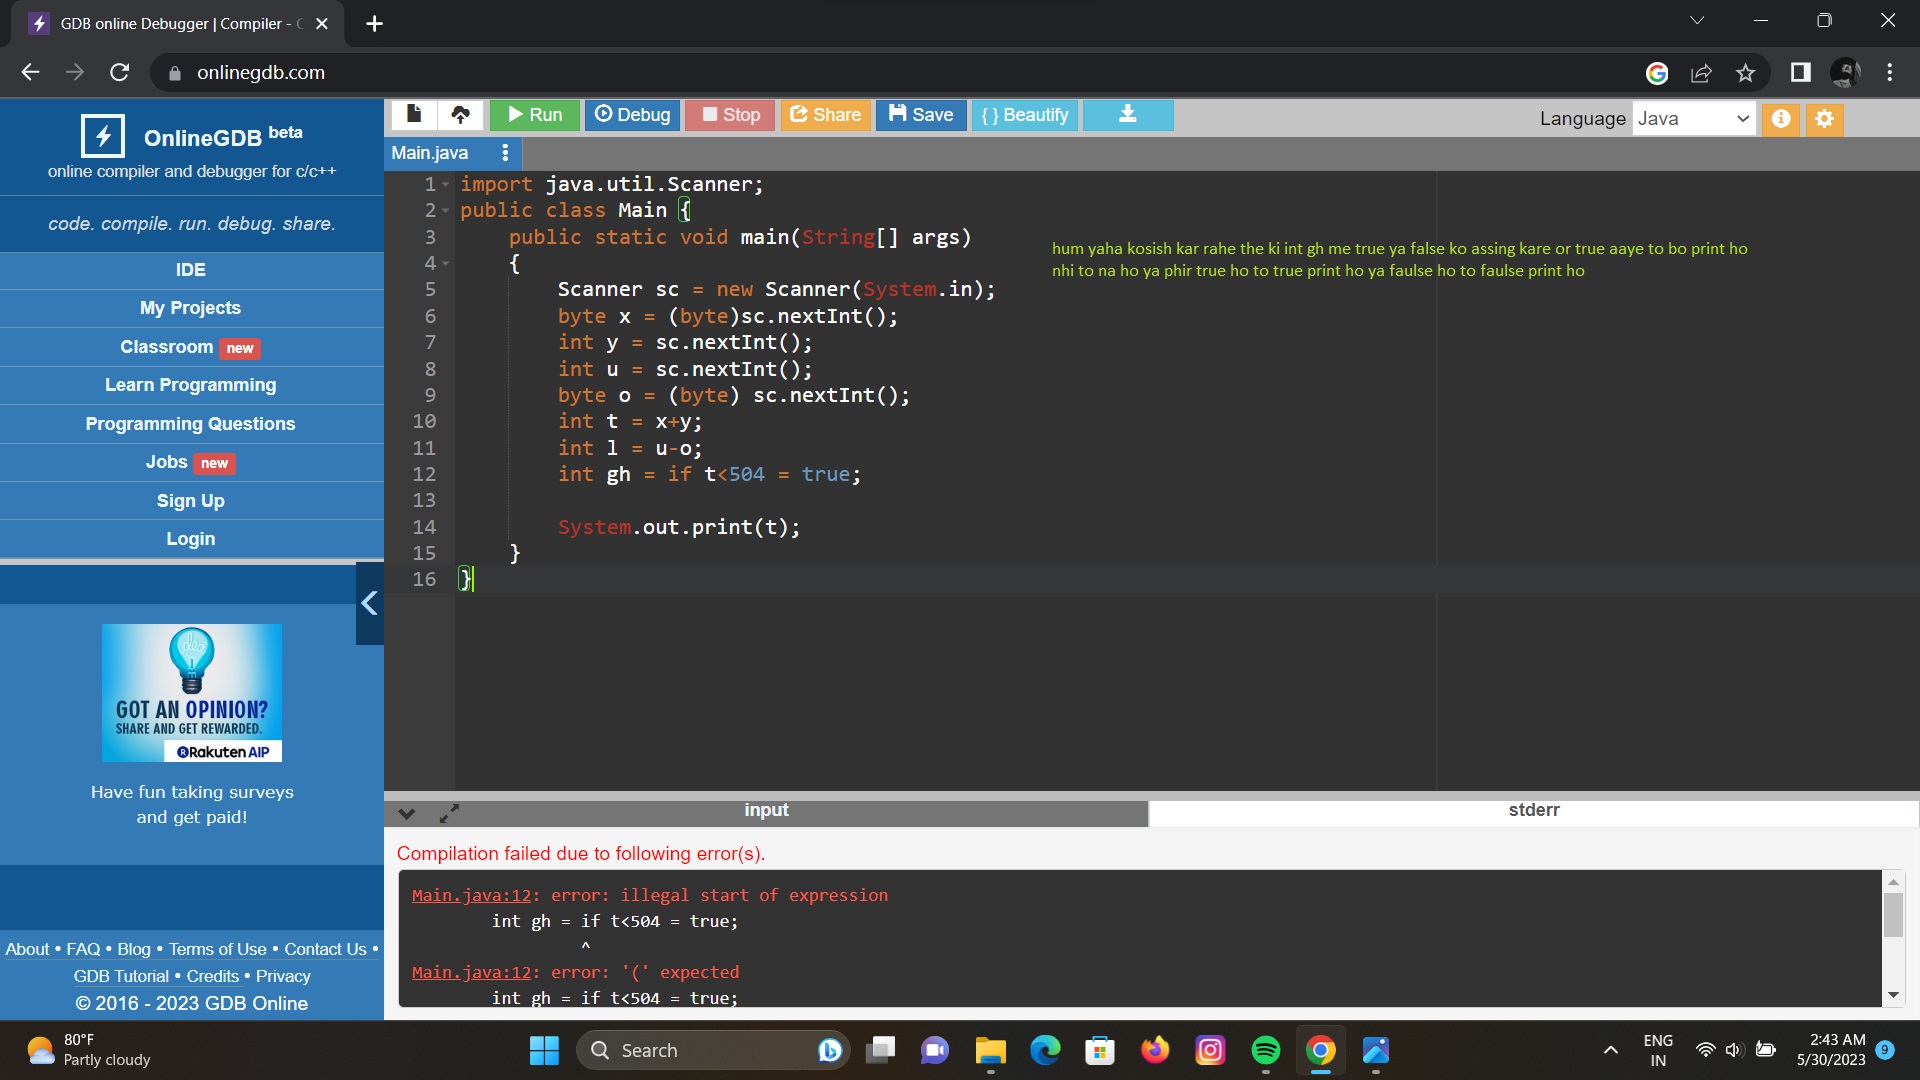 GDB online Debugger | Compiler - C
onlinegdb.com
OnlineGDB beta
online compiler and debugger for c/c++
code. compile. run. debug. share.
IDE
My Projects
Classroom new
Learn Programming
Programming Questions
Jobs new
Sign Up
Login
GOT AN OPINION?
SHARE AND GET REWARDED.
Rakuten AIP
Have fun taking surveys
and get paid!
About • FAQ • Blog • Terms of Use • Contact Us •
GDB Tutorial • Credits • Privacy
© 2016 - 2023 GDB Online
Run Debug Stop Share Save { } Beautify
Language Java
Main.java
1 import java.util.Scanner;
2 public class Main {
3 public static void main(String[] args)
4 {
5 Scanner sc = new Scanner(System.in);
6 byte x = (byte)sc.nextInt();
7 int y = sc.nextInt();
8 int u = sc.nextInt();
9 byte o = (byte) sc.nextInt();
10 int t = x+y;
11 int l = u-o;
12 int gh = if t<504 = true;
13
14 System.out.print(t);
15 }
16 }
hum yaha kosish kar rahe the ki int gh me true ya false ko assing kare or true aaye to bo print ho
nhi to na ho ya phir true ho to true print ho ya faulse ho to faulse print ho
input
stderr
Compilation failed due to following error(s).
Main.java:12: error: illegal start of expression
int gh = if t<504 = true;
^
Main.java:12: error: '(' expected
int gh = if t<504 = true;
80°F
Partly cloudy
Search
ENG
IN
2:43 AM
5/30/2023
9